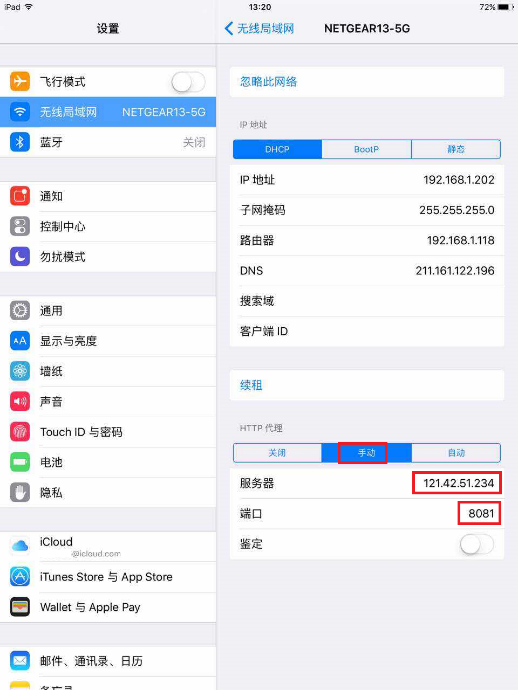 iPad
13:20
72%
设置
飞行模式
无线局域网 NETGEAR13-5G
蓝牙 关闭
通知
控制中心
勿扰模式
通用
显示与亮度
墙纸
声音
Touch ID 与密码
电池
隐私
iCloud
@icloud.com
iTunes Store 与 App Store
Wallet 与 Apple Pay
邮件、通讯录、日历
备忘录
无线局域网 NETGEAR13-5G
忽略此网络
IP 地址
DHCP BootP 静态
IP 地址 192.168.1.202
子网掩码 255.255.255.0
路由器 192.168.1.118
DNS 211.161.122.196
搜索域
客户端 ID
续租
HTTP 代理
关闭 手动 自动
服务器 121.42.51.234
端口 8081
鉴定